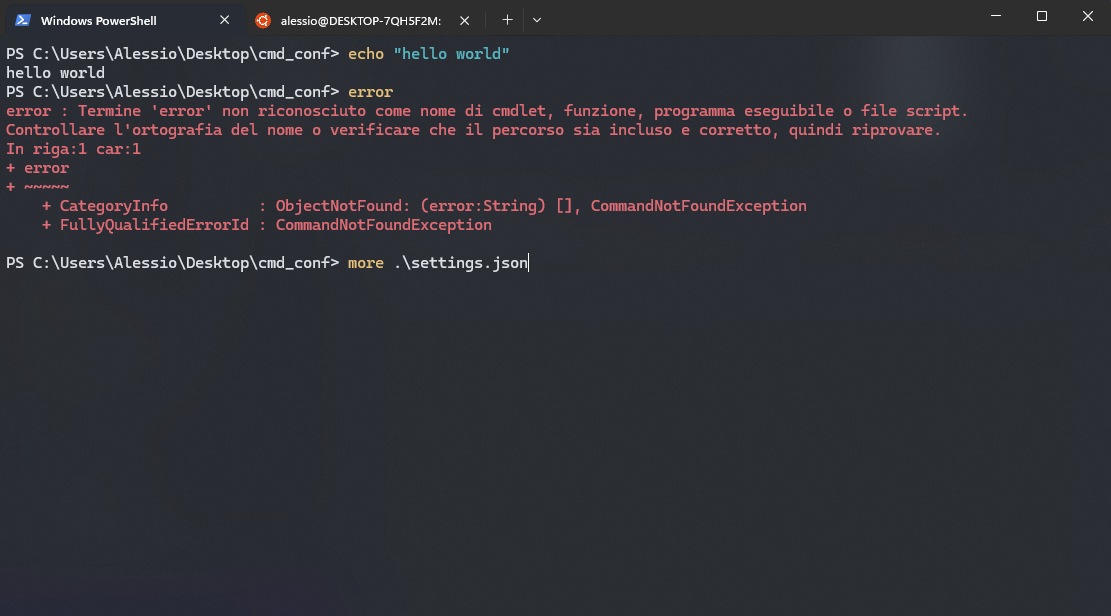 Windows PowerShell
alessio@DESKTOP-7QH5F2M:
PS C:\Users\Alessio\Desktop\cmd_conf> echo "hello world"
hello world
PS C:\Users\Alessio\Desktop\cmd_conf> error
error : Termine 'error' non riconosciuto come nome di cmdlet, funzione, programma eseguibile o file script.
Controllare l'ortografia del nome o verificare che il percorso sia incluso e corretto, quindi riprovare.
In riga:1 car:1
+ error
+ ~~~~~
    + CategoryInfo          : ObjectNotFound: (error:String) [], CommandNotFoundException
    + FullyQualifiedErrorId : CommandNotFoundException
PS C:\Users\Alessio\Desktop\cmd_conf> more .\settings.json